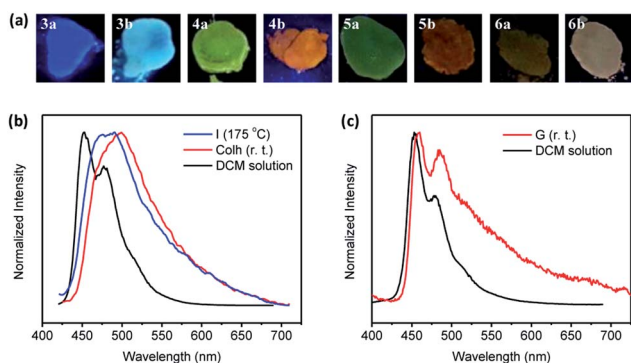 (a) 3a 3b 4a 4b 5a 5b 6a 6b
(b)
I (175 °C)
Colh (r. t.)
DCM solution
Normalized Intensity
400 450 500 550 600 650 700
Wavelength (nm)
(c)
G (r. t.)
DCM solution
Normalized Intensity
400 450 500 550 600 650 700
Wavelength (nm)